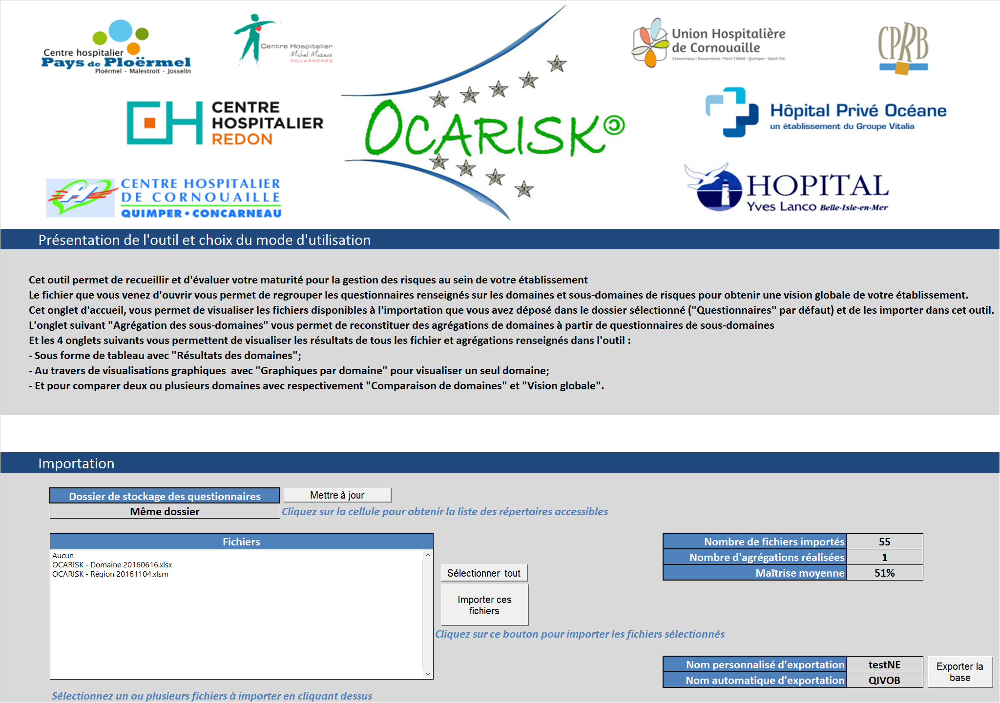 Centre hospitalier
Pays de Ploërmel
Ploërmel · Malestroit · Josselin
Centre Hospitalier
Michel Mazeas
DOUARNENEZ
Union Hospitalière
de Cornouaille
Concarneau • Douarnenez • Pont-l'Abbé • Quimper • Saint-Yvi
CPRB
CH
CENTRE
HOSPITALIER
REDON
OCARISK
Hôpital Privé Océane
un établissement du Groupe Vitalia
H
CENTRE HOSPITALIER
DE CORNOUAILLE
QUIMPER • CONCARNEAU
HOPITAL
Yves Lanco Belle-Isle-en-Mer
Présentation de l'outil et choix du mode d'utilisation
Cet outil permet de recueillir et d'évaluer votre maturité pour la gestion des risques au sein de votre établissement
Le fichier que vous venez d'ouvrir vous permet de regrouper les questionnaires renseignés sur les domaines et sous-domaines de risques pour obtenir une vision globale de votre établissement.
Cet onglet d'accueil, vous permet de visualiser les fichiers disponibles à l'importation que vous avez déposé dans le dossier sélectionné ("Questionnaires" par défaut) et de les importer dans cet outil.
L'onglet suivant "Agrégation des sous-domaines" vous permet de reconstituer des agrégations de domaines à partir de questionnaires de sous-domaines
Et les 4 onglets suivants vous permettent de visualiser les résultats de tous les fichier et agrégations renseignés dans l'outil :
- Sous forme de tableau avec "Résultats des domaines";
- Au travers de visualisations graphiques  avec "Graphiques par domaine" pour visualiser un seul domaine;
- Et pour comparer deux ou plusieurs domaines avec respectivement "Comparaison de domaines" et "Vision globale".
Importation
Dossier de stockage des questionnaires
Mettre à jour
Même dossier
Cliquez sur la cellule pour obtenir la liste des répertoires accessibles
Fichiers
Aucun
OCARISK - Domaine 20160616.xlsx
OCARISK - Région 20161104.xlsm
Sélectionner  tout
Importer ces
fichiers
Cliquez sur ce bouton pour importer les fichiers sélectionnés
Nombre de fichiers importés 55
Nombre d'agrégations réalisées 1
Maîtrise moyenne 51%
Nom personnalisé d'exportation testNE
Nom automatique d'exportation QIVOB
Exporter la
base
Sélectionnez un ou plusieurs fichiers à importer en cliquant dessus